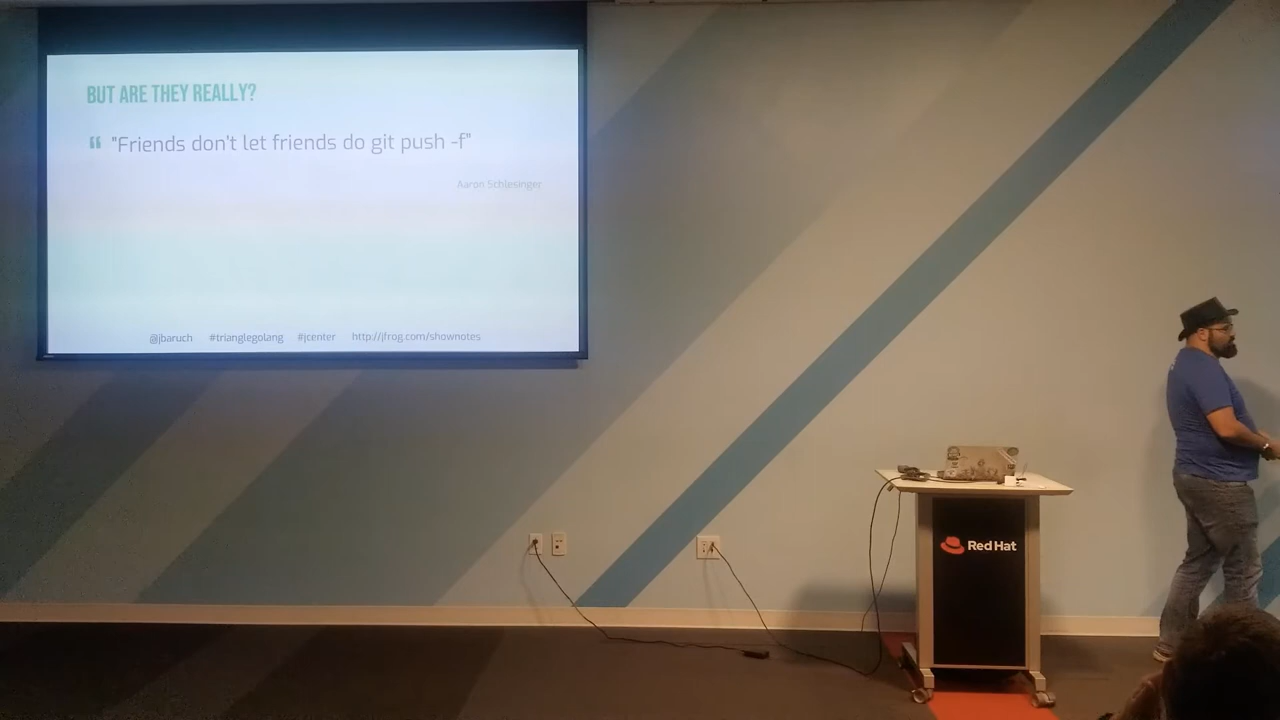 BUT ARE THEY REALLY?
“ "Friends don't let friends do git push -f"
Aaron Schlesinger
@jbaruch #trianglegolang #jcenter http://jfrog.com/shownotes
Red Hat